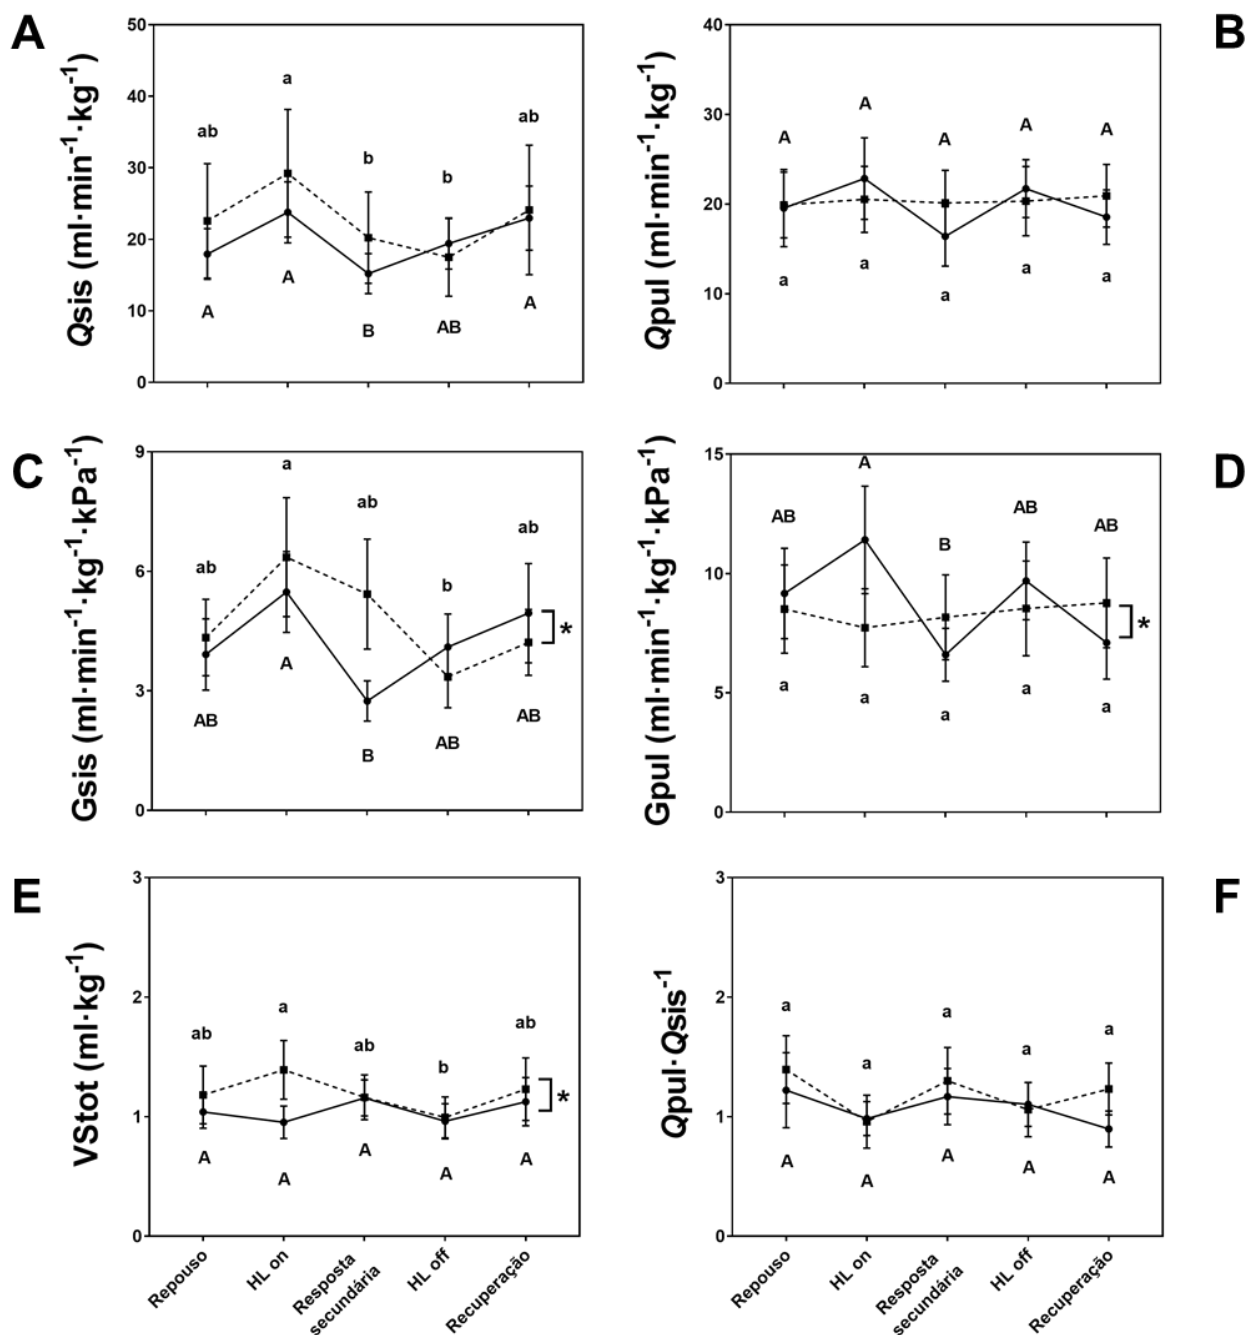 A
B
Qsis (ml·min⁻¹·kg⁻¹)
50
40
30
20
10
0
ab
a
b
b
ab
A
A
B
AB
A
Qpul (ml·min⁻¹·kg⁻¹)
40
30
20
10
0
A
A
A
A
A
a
a
a
a
a
C
D
Gsis (ml·min⁻¹·kg⁻¹·kPa⁻¹)
9
6
3
0
ab
a
ab
b
ab
AB
A
B
AB
AB
*
Gpul (ml·min⁻¹·kg⁻¹·kPa⁻¹)
15
10
5
0
AB
A
B
AB
AB
a
a
a
a
a
*
E
F
VStot (ml·kg⁻¹)
3
2
1
0
ab
a
ab
b
ab
A
A
A
A
A
*
Repouso
HL on
Resposta
secundária
HL off
Recuperação
Qpul·Qsis⁻¹
3
2
1
0
a
a
a
a
a
A
A
A
A
A
Repouso
HL on
Resposta
secundária
HL off
Recuperação